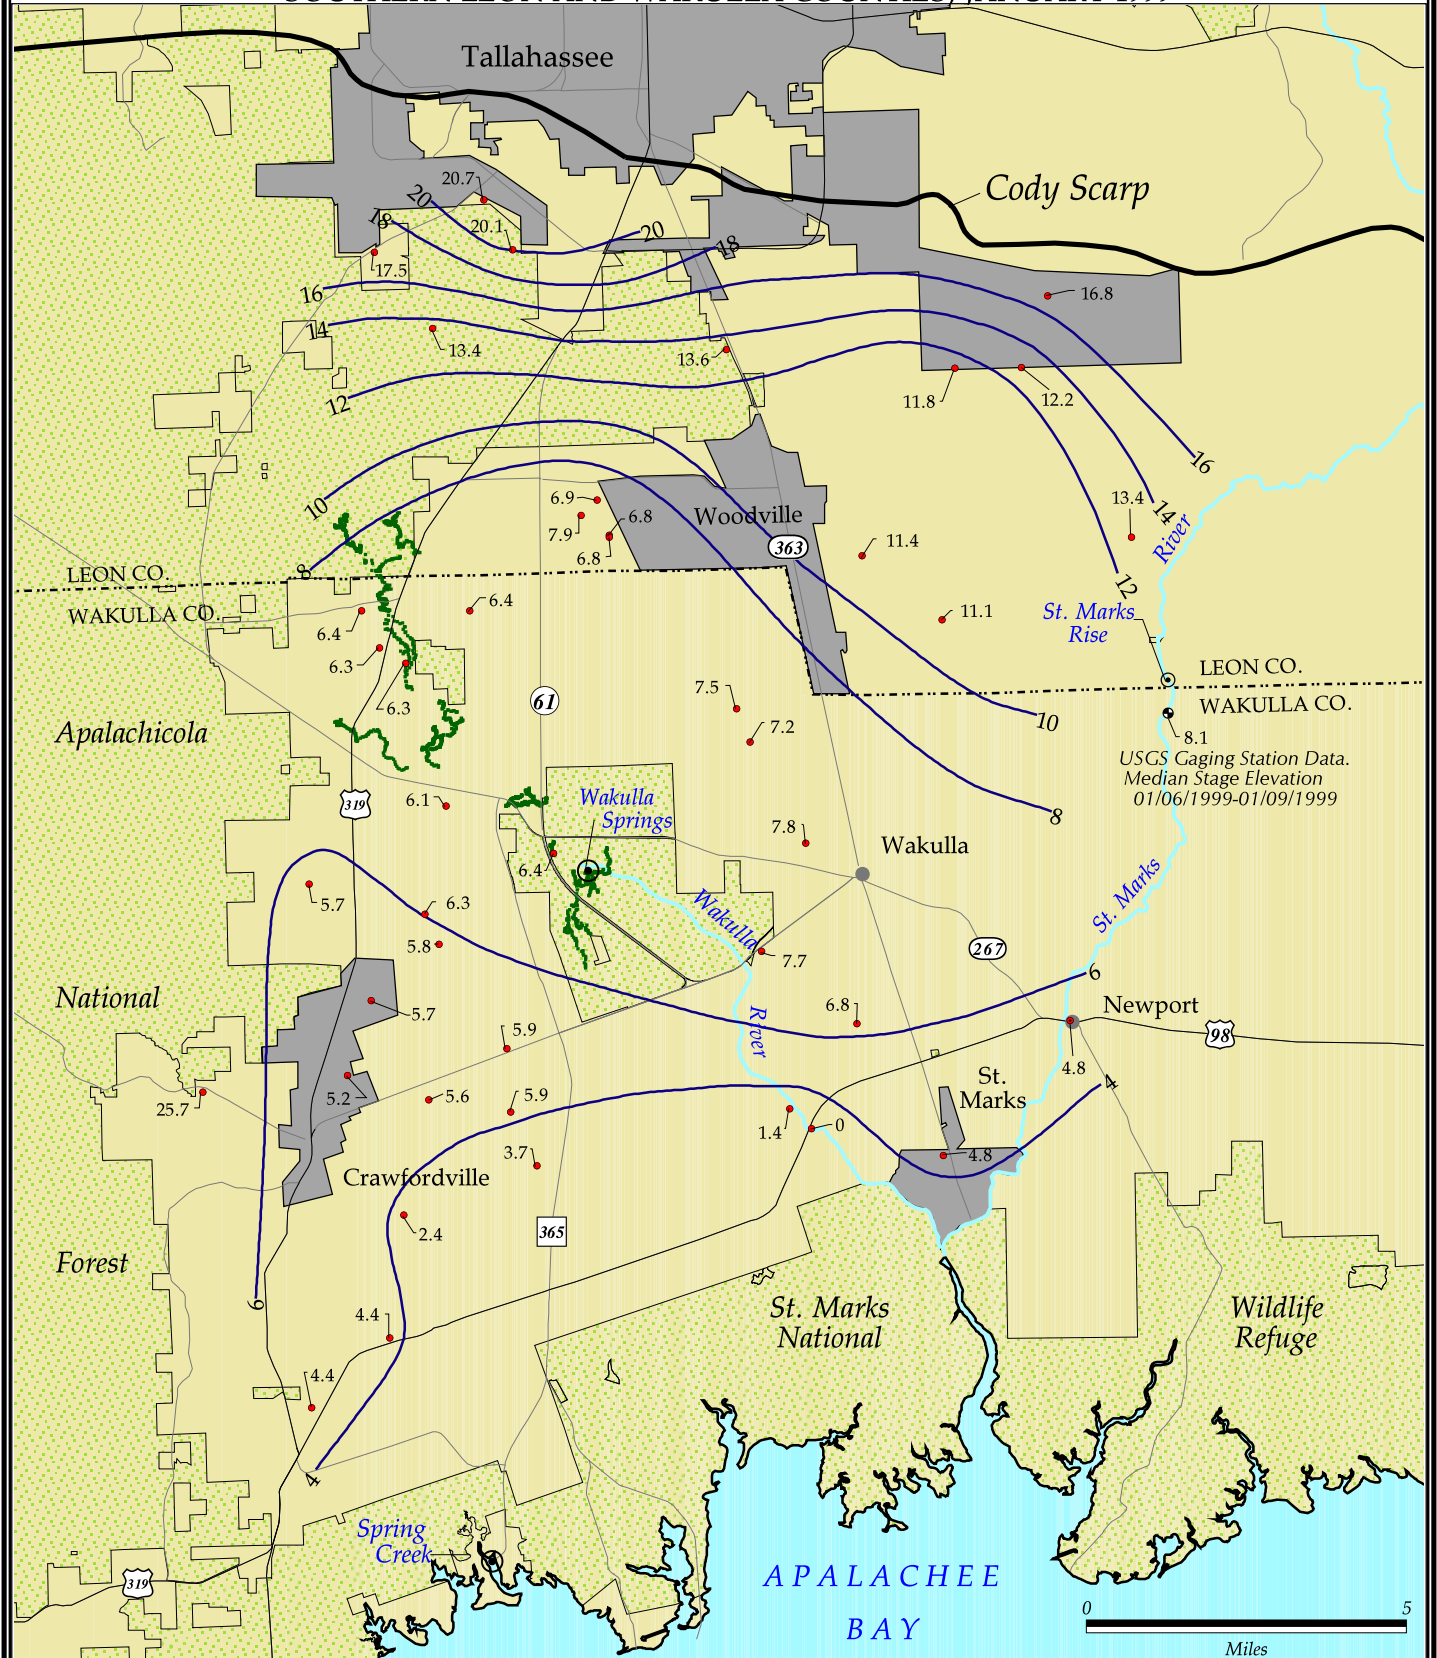 SOUTHERN LEON AND WAKULLA COUNTIES, JANUARY 1999
Tallahassee
Cody Scarp
20.7
20
18
20.1
20
18
17.5
16
16.8
14
13.4
13.6
12
11.8
12.2
16
10
6.9
6.8
Woodville
13.4
14
7.9
363
River
6.8
11.4
8
LEON CO.
12
WAKULLA CO.
6.4
6.4
11.1
St. Marks
Rise
6.3
LEON CO.
6.3
61
7.5
WAKULLA CO.
10
Apalachicola
7.2
8.1
USGS Gaging Station Data.
Median Stage Elevation
01/06/1999-01/09/1999
319
6.1
Wakulla
Springs
7.8
8
Wakulla
6.4
5.7
6.3
Wakulla
St. Marks
5.8
7.7
267
6
National
5.7
6.8
Newport
River
5.9
98
4.8
St.
Marks
4
25.7
5.2
5.6
5.9
1.4
0
3.7
4.8
Crawfordville
2.4
365
Forest
6
4.4
St. Marks
National
Wildlife
Refuge
4.4
4
Spring
Creek
319
APALACHEE
BAY
0
5
Miles